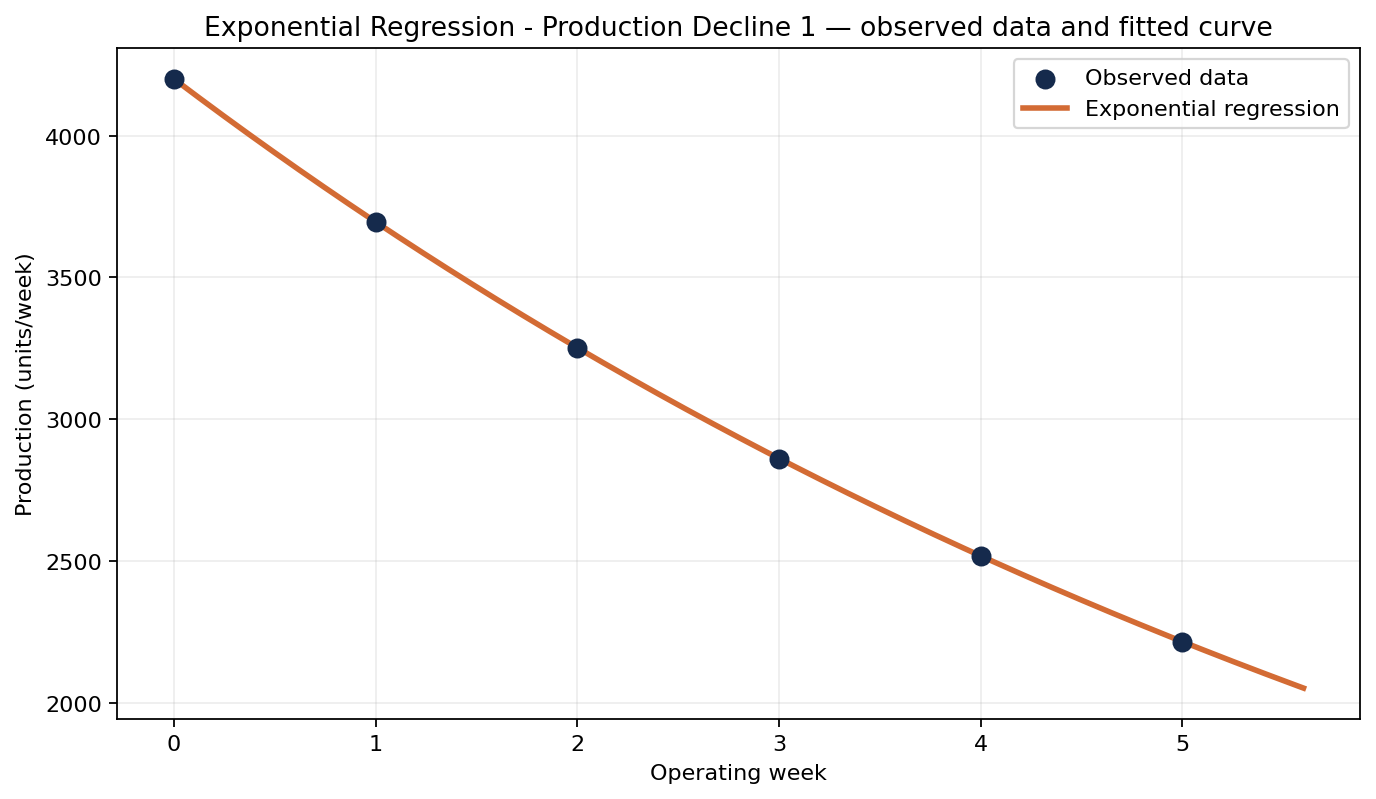 Exponential Regression - Production Decline 1 — observed data and fitted curve
Observed data
Exponential regression
Production (units/week)
4000
3500
3000
2500
2000
0 1 2 3 4 5
Operating week